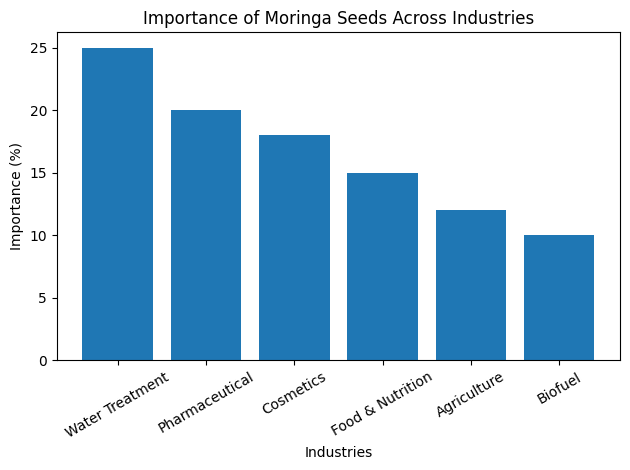 Importance of Moringa Seeds Across Industries
Importance (%)
25
20
15
10
5
0
Water Treatment
Pharmaceutical
Cosmetics
Food & Nutrition
Agriculture
Biofuel
Industries